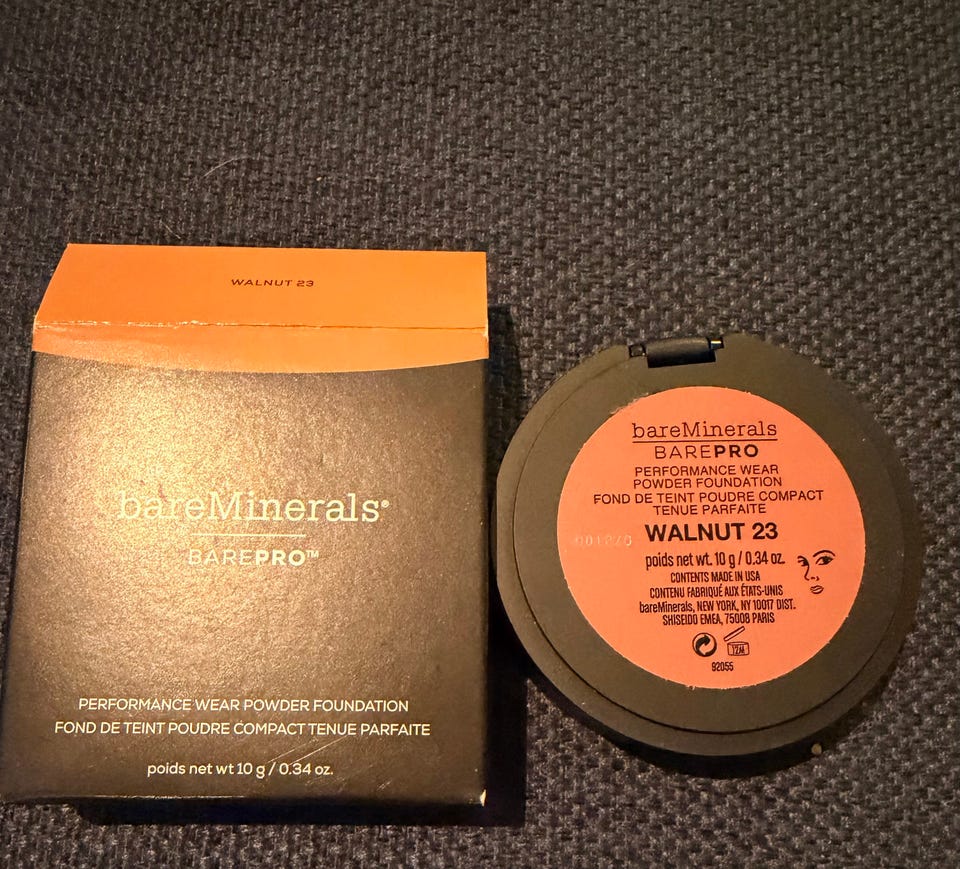 WALNUT 23
bareMinerals®
BAREPRO™
PERFORMANCE WEAR POWDER FOUNDATION
FOND DE TEINT POUDRE COMPACT TENUE PARFAITE
poids net wt 10 g / 0.34 oz.
bareMinerals
BAREPRO
PERFORMANCE WEAR
POWDER FOUNDATION
FOND DE TEINT POUDRE COMPACT
TENUE PARFAITE
WALNUT 23
poids net wt. 10 g / 0.34 oz.
CONTENTS MADE IN USA
CONTENU FABRIQUÉ AUX ÉTATS-UNIS
bareMinerals, NEW YORK, NY 10017 DIST.
SHISEIDO EMEA, 75008 PARIS
12M
92055